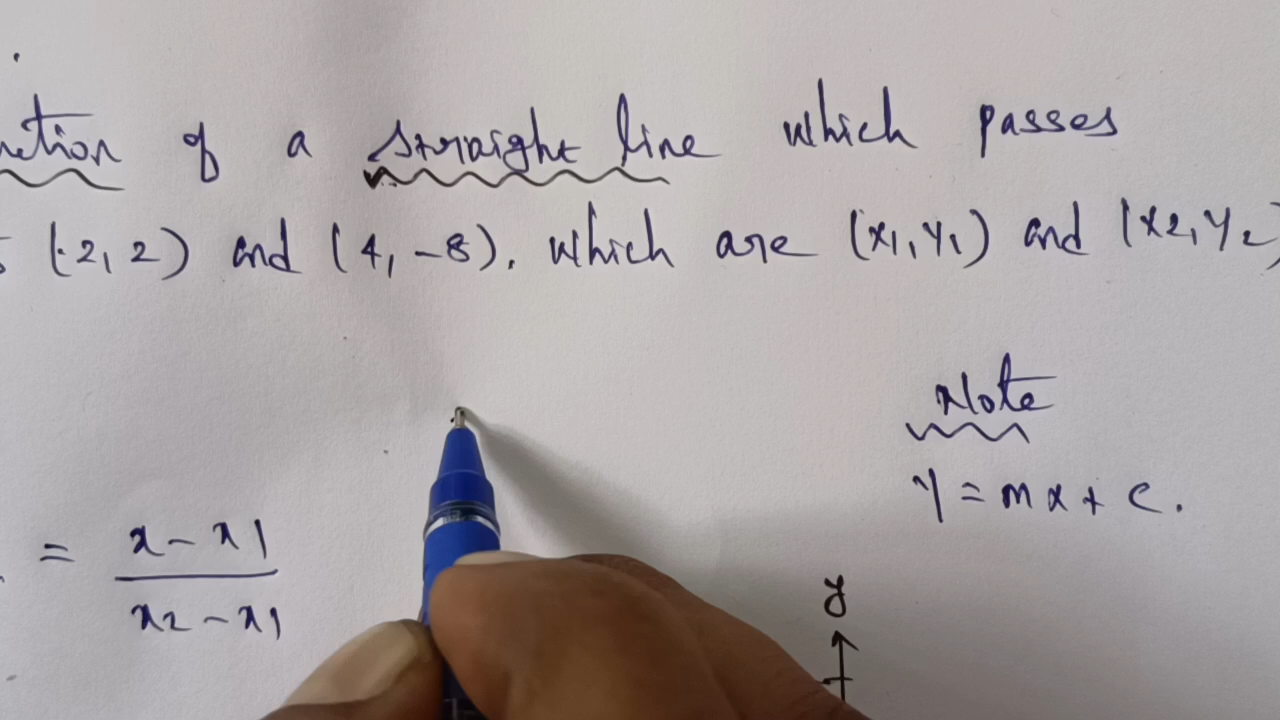 of a straight line which passes
(-2, 2) and (4, -8). which are (x1, y1) and (x2, y2)
Note
y = mx + c.
= x - x1
x2 - x1
y